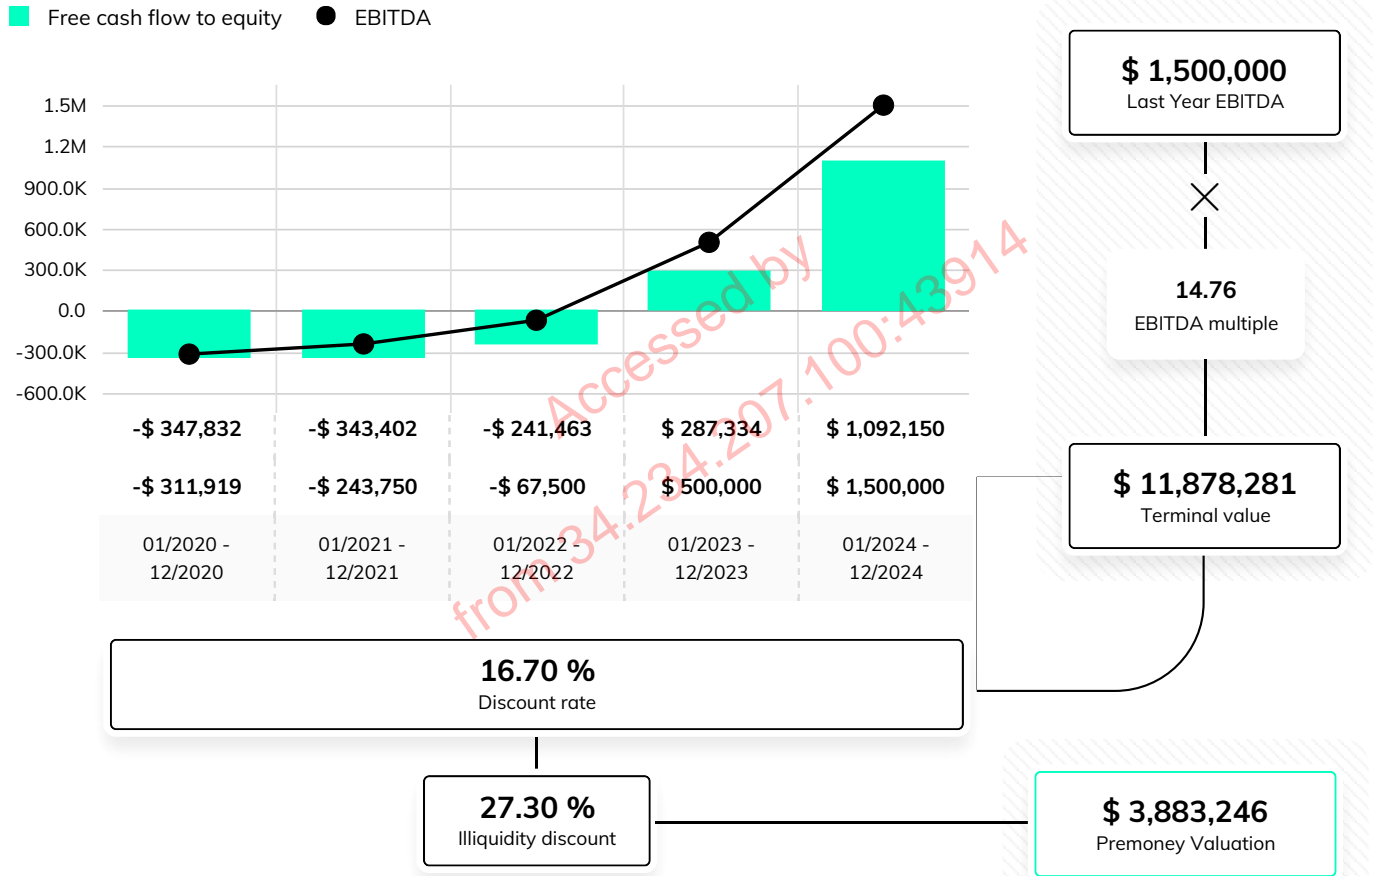 Free cash flow to equity
EBITDA
1.5M
1.2M
900.0K
600.0K
300.0K
0.0
-300.0K
-600.0K
-$ 347,832
-$ 343,402
-$ 241,463
$ 287,334
$ 1,092,150
-$ 311,919
-$ 243,750
-$ 67,500
$ 500,000
$ 1,500,000
01/2020 -
12/2020
01/2021 -
12/2021
01/2022 -
12/2022
01/2023 -
12/2023
01/2024 -
12/2024
$ 1,500,000
Last Year EBITDA
14.76
EBITDA multiple
$ 11,878,281
Terminal value
16.70 %
Discount rate
27.30 %
Illiquidity discount
$ 3,883,246
Premoney Valuation
Accessed by
from 34.234.207.100:43914